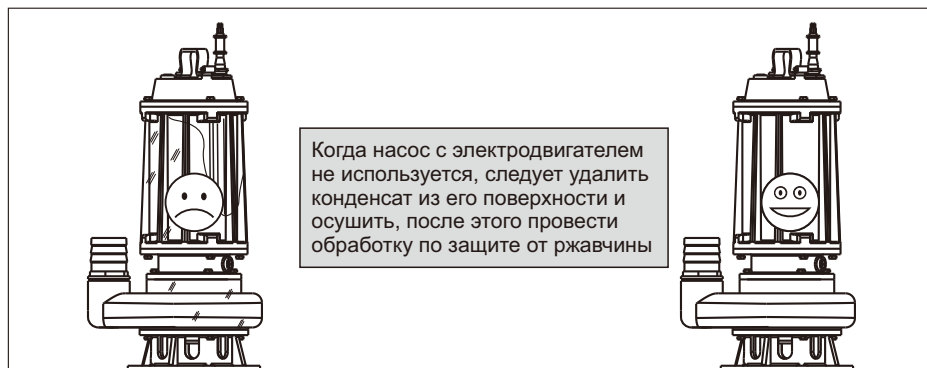 Когда насос с электродвигателем
не используется, следует удалить
конденсат из его поверхности и
осушить, после этого провести
обработку по защите от ржавчины